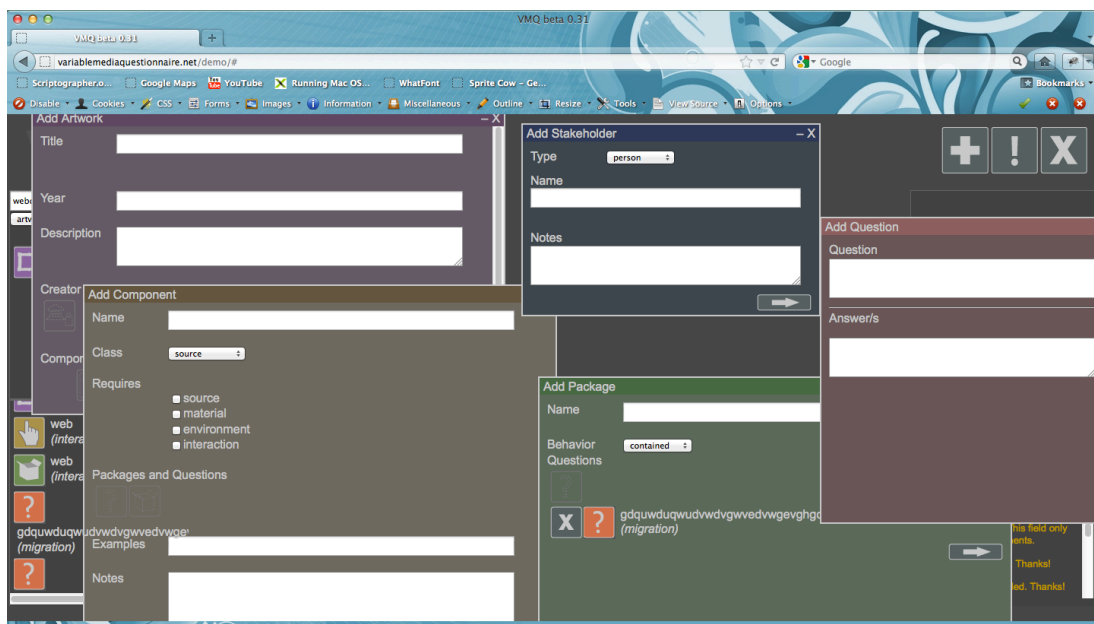 VMQ beta 0.31
VMQ beta 0.31
variablemediaquestionnaire.net/demo/#
Google
Scriptographer.o... Google Maps YouTube Running Mac OS... WhatFont Sprite Cow – Ge... Bookmarks
Disable Cookies CSS Forms Images Information Miscellaneous Outline Resize Tools View Source Options
Add Artwork – X
Title
Year
Description
Creator
Compor
Add Stakeholder – X
Type person
Name
Notes
Add Question
Question
Answer/s
Add Component
Name
Class source
Requires
source
material
environment
interaction
Packages and Questions
Examples
Notes
Add Package
Name
Behavior contained
Questions
X ? gdquwduqwudvwdvgwvedvwgevghgd
(migration)
+ ! X
web
(intera
web
(intera
?
gdquwduqwudvwdvgwvedvwge
(migration)
?
his field only
ents.
Thanks!
led. Thanks!